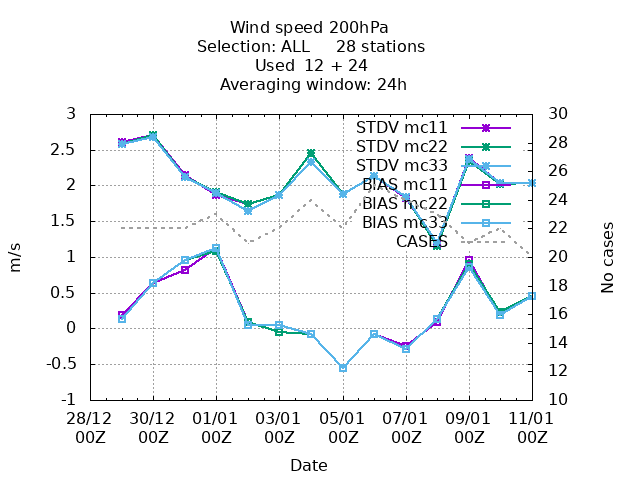 Wind speed 200hPa
Selection: ALL 28 stations
Used 12 + 24
Averaging window: 24h
3 30
STDV mc11
28
2.5
STDV mc22
26
STDV mc33
2
BIAS mc11
24
BIAS mc22
1.5
BIAS mc33
22
CASES
1 20
0.5
18
16
0
14
-0.5
12
-1 10
m/s
No cases
28/12 30/12 01/01 03/01 05/01 07/01 09/01 11/01
00Z 00Z 00Z 00Z 00Z 00Z 00Z 00Z
Date